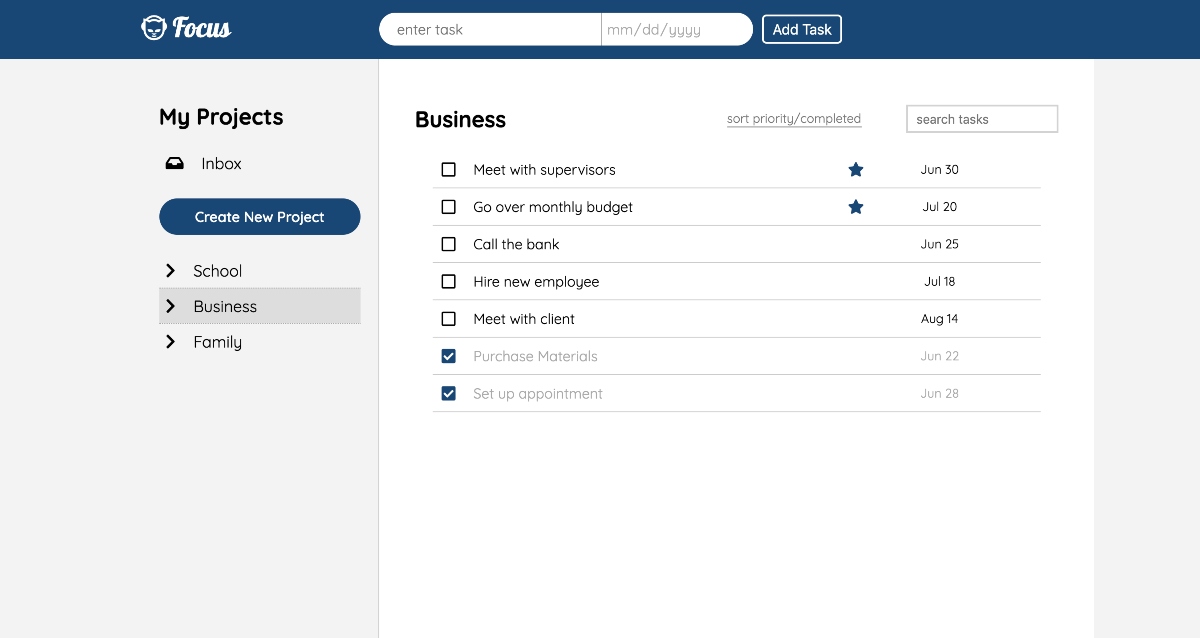 Focus
enter task mm/dd/yyyy Add Task
My Projects
Inbox
Create New Project
School
Business
Family
Business sort priority/completed search tasks
Meet with supervisors Jun 30
Go over monthly budget Jul 20
Call the bank Jun 25
Hire new employee Jul 18
Meet with client Aug 14
Purchase Materials Jun 22
Set up appointment Jun 28